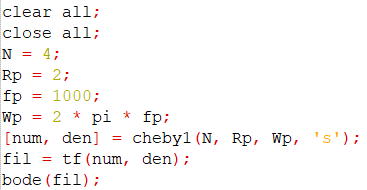 clear all;
close all;
N = 4;
Rp = 2;
fp = 1000;
Wp = 2 * pi * fp;
[num, den] = cheby1(N, Rp, Wp, 's');
fil = tf(num, den);
bode(fil);